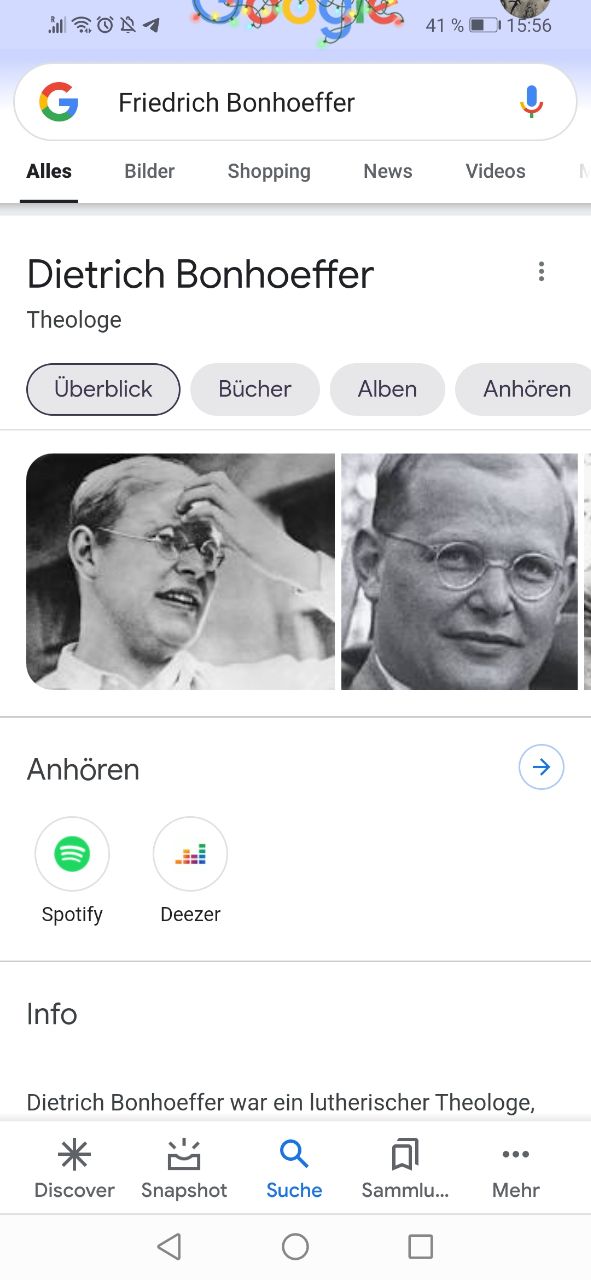 Google
41 % 15:56
Friedrich Bonhoeffer
Alles Bilder Shopping News Videos
Dietrich Bonhoeffer
Theologe
Überblick Bücher Alben Anhören
Anhören
Spotify Deezer
Info
Dietrich Bonhoeffer war ein lutherischer Theologe,
Discover Snapshot Suche Sammlu... Mehr